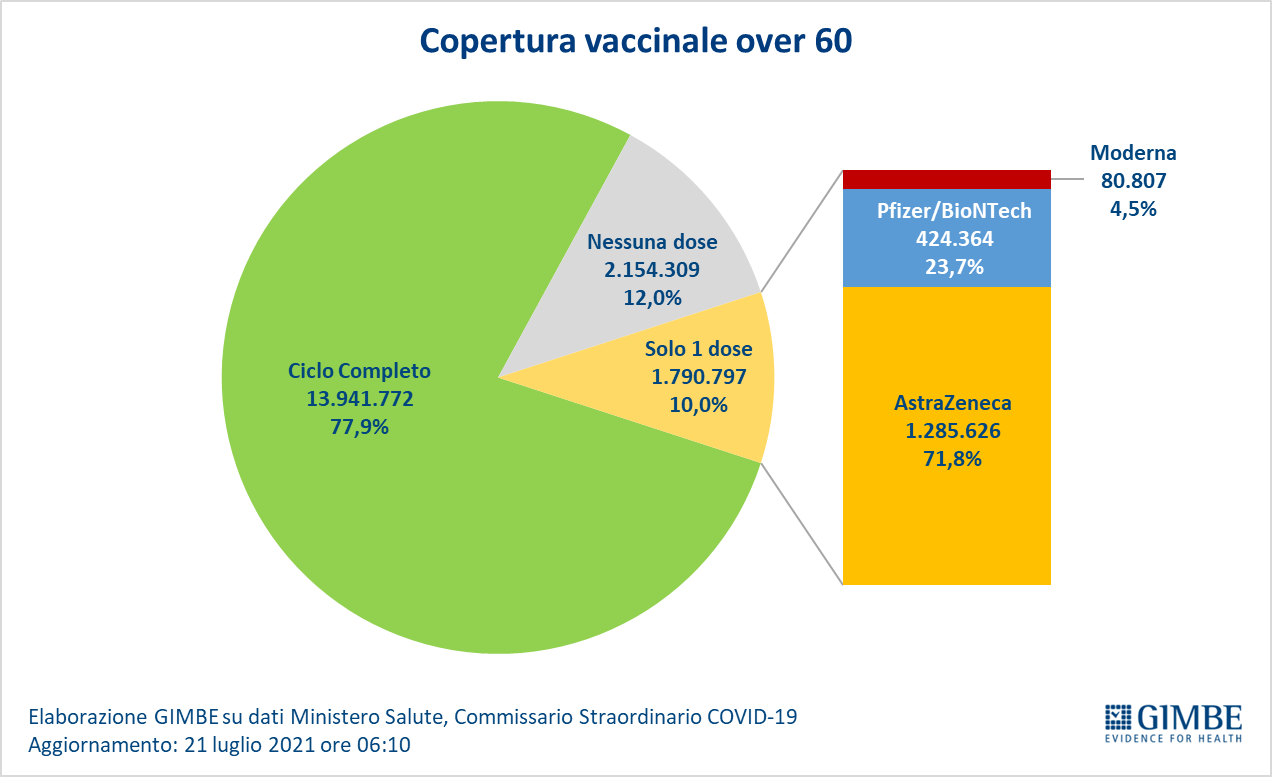 Copertura vaccinale over 60
Nessuna dose
2.154.309
12,0%
Solo 1 dose
1.790.797
10,0%
Ciclo Completo
13.941.772
77,9%
Moderna
80.807
4,5%
Pfizer/BioNTech
424.364
23,7%
AstraZeneca
1.285.626
71,8%
Elaborazione GIMBE su dati Ministero Salute, Commissario Straordinario COVID-19
Aggiornamento: 21 luglio 2021 ore 06:10
GIMBE
EVIDENCE FOR HEALTH